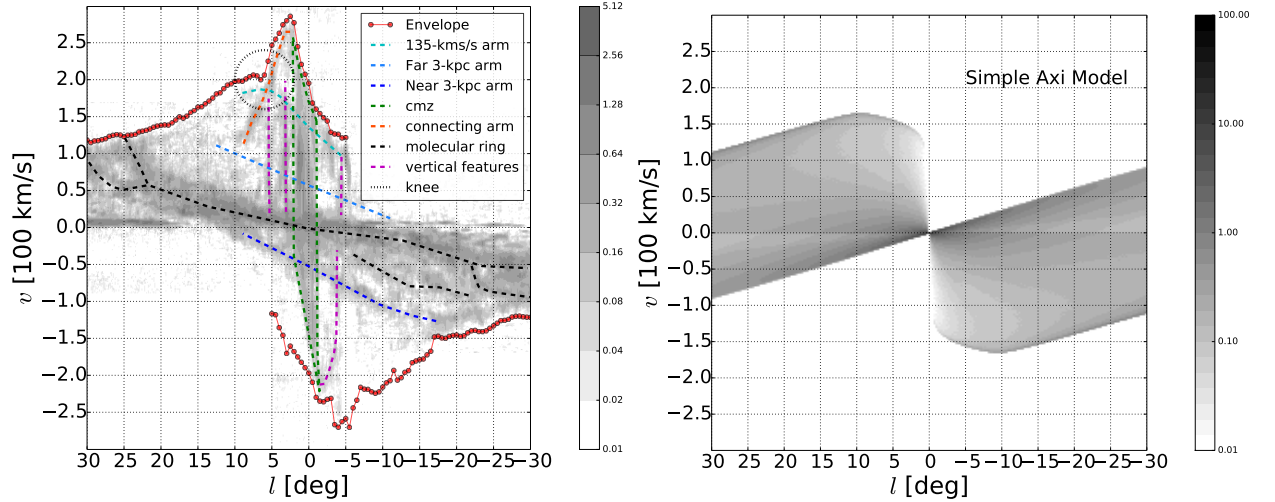 v [100 km/s]
2.5
2.0
1.5
1.0
0.5
0.0
−0.5
−1.0
−1.5
−2.0
−2.5
30 25 20 15 10 5 0 −5 −10 −15 −20 −25 −30
l [deg]
Envelope
135-kms/s arm
Far 3-kpc arm
Near 3-kpc arm
cmz
connecting arm
molecular ring
vertical features
knee
5.12
2.56
1.28
0.64
0.32
0.16
0.08
0.04
0.02
0.01
v [100 km/s]
2.5
2.0
1.5
1.0
0.5
0.0
−0.5
−1.0
−1.5
−2.0
−2.5
30 25 20 15 10 5 0 −5 −10 −15 −20 −25 −30
l [deg]
Simple Axi Model
100.00
10.00
1.00
0.10
0.01